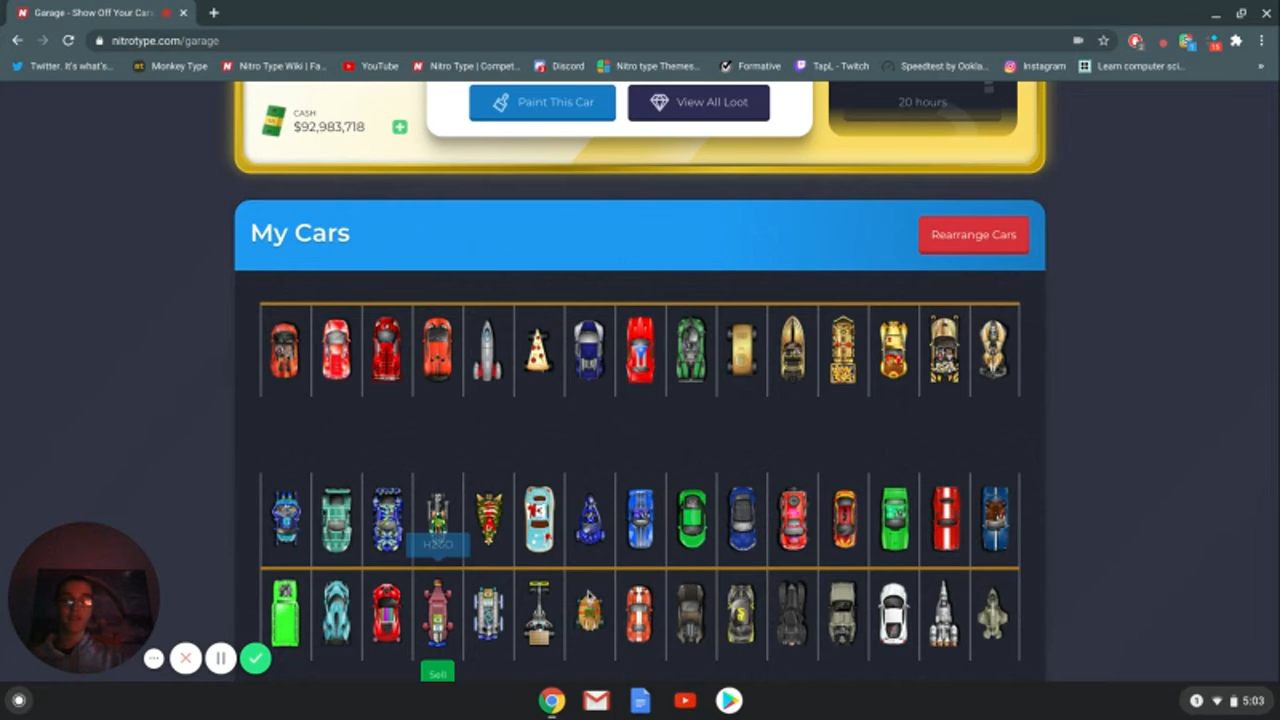 Garage - Show Off Your Car
nitrotype.com/garage
Twitter. It's what's...
Monkey Type
Nitro Type Wiki | Fa...
YouTube
Nitro Type | Compet...
Discord
Nitro type Themes...
Formative
TapL - Twitch
Speedtest by Ookla...
Instagram
Learn computer sci...
»
CASH
$92,983,718
Paint This Car
View All Loot
20 hours
My Cars
Rearrange Cars
H2GO
Sell
1
5:03